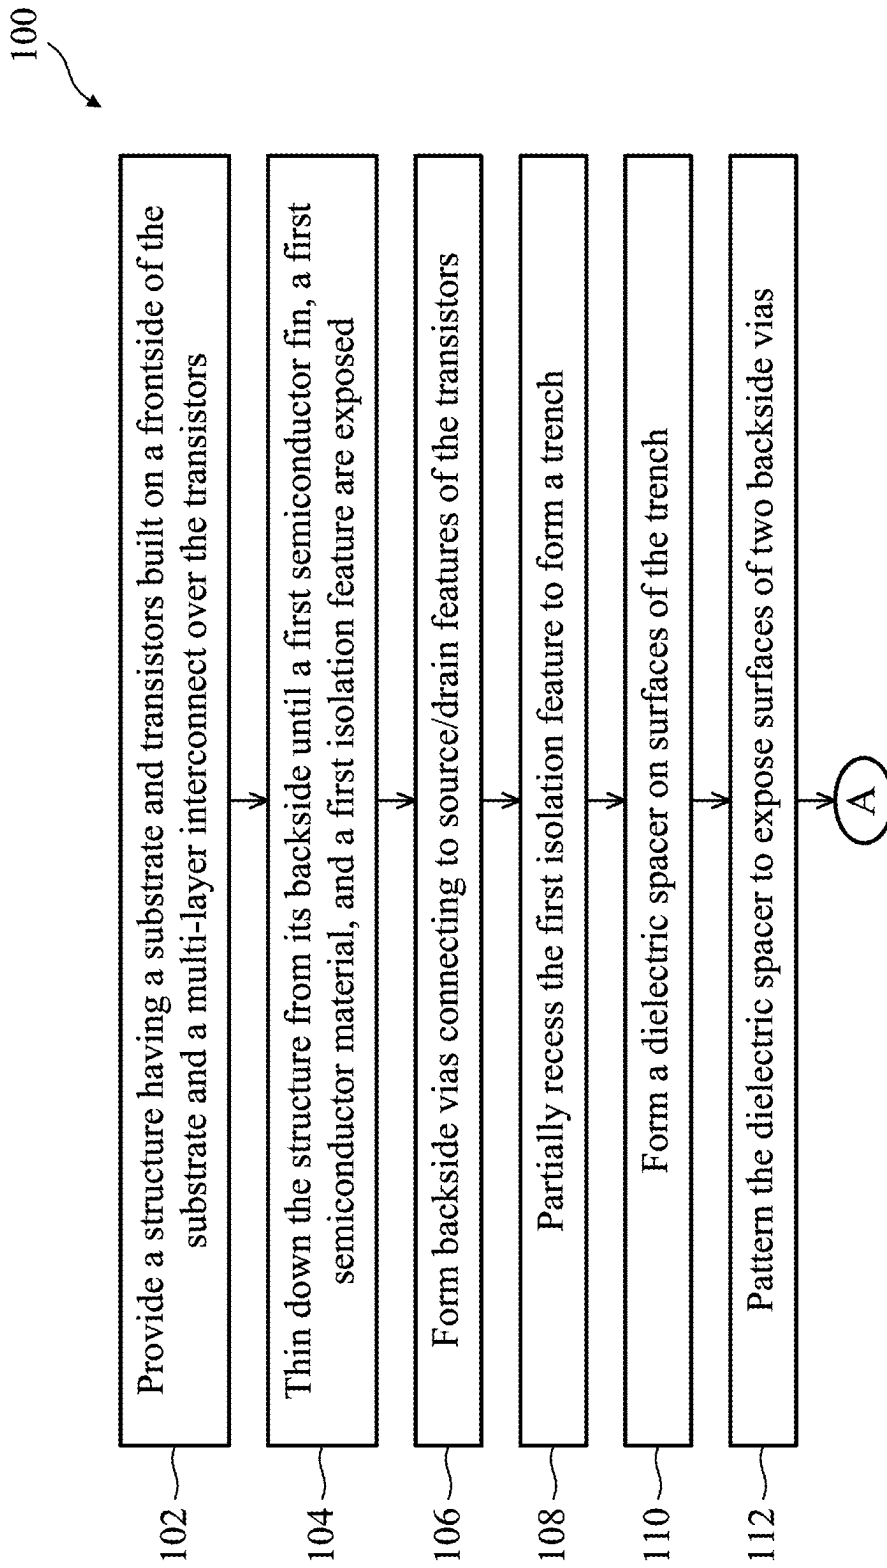 100
102
Provide a structure having a substrate and transistors built on a frontside of the
substrate and a multi-layer interconnect over the transistors
104
Thin down the structure from its backside until a first semiconductor fin, a first
semiconductor material, and a first isolation feature are exposed
106
Form backside vias connecting to source/drain features of the transistors
108
Partially recess the first isolation feature to form a trench
110
Form a dielectric spacer on surfaces of the trench
112
Pattern the dielectric spacer to expose surfaces of two backside vias
A